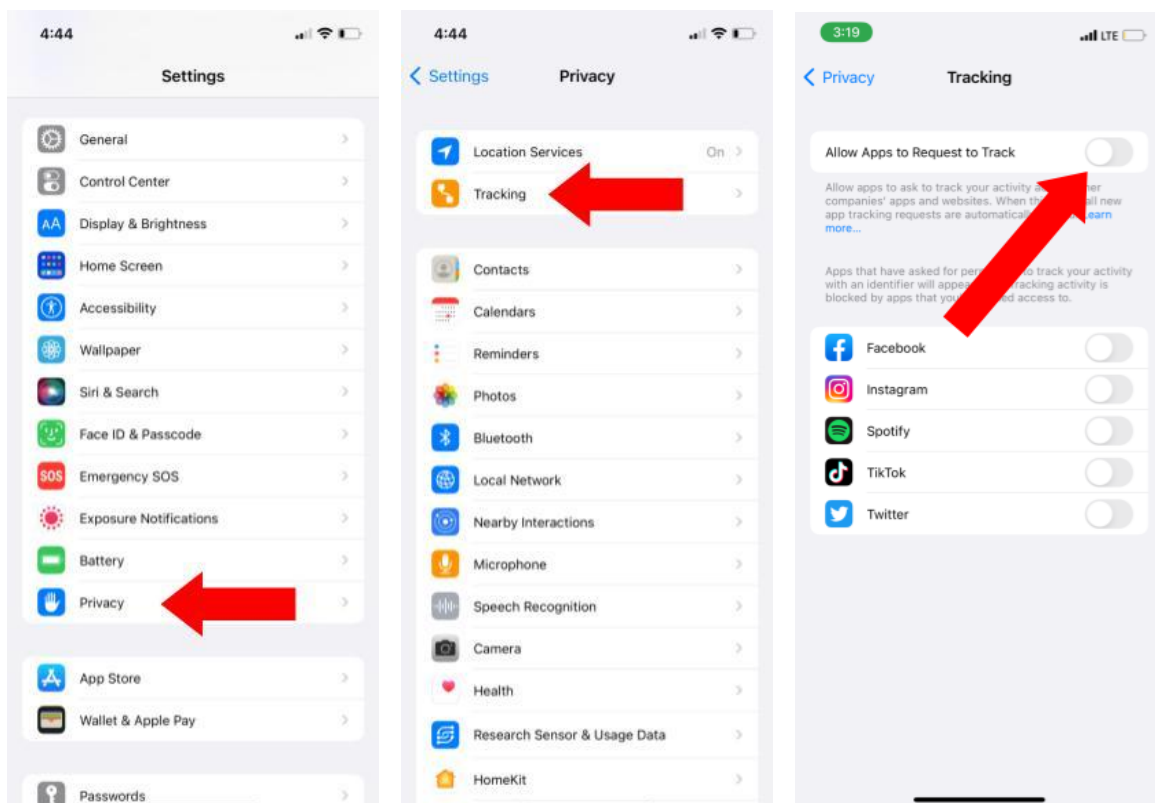 4:44
Settings
General
Control Center
AA Display & Brightness
Home Screen
Accessibility
Wallpaper
Siri & Search
Face ID & Passcode
SOS Emergency SOS
Exposure Notifications
Battery
Privacy
App Store
Wallet & Apple Pay
Passwords
4:44
Settings Privacy
Location Services On
Tracking
Contacts
Calendars
Reminders
Photos
Bluetooth
Local Network
Nearby Interactions
Microphone
Speech Recognition
Camera
Health
Research Sensor & Usage Data
HomeKit
3:19 LTE
Privacy Tracking
Allow Apps to Request to Track
Allow apps to ask to track your activity
companies' apps and websites. When all new
app tracking requests are automatically
more...
Apps that have asked for to track your activity
with an identifier will appear tracking activity is
blocked by apps that access to.
Facebook
Instagram
Spotify
TikTok
Twitter